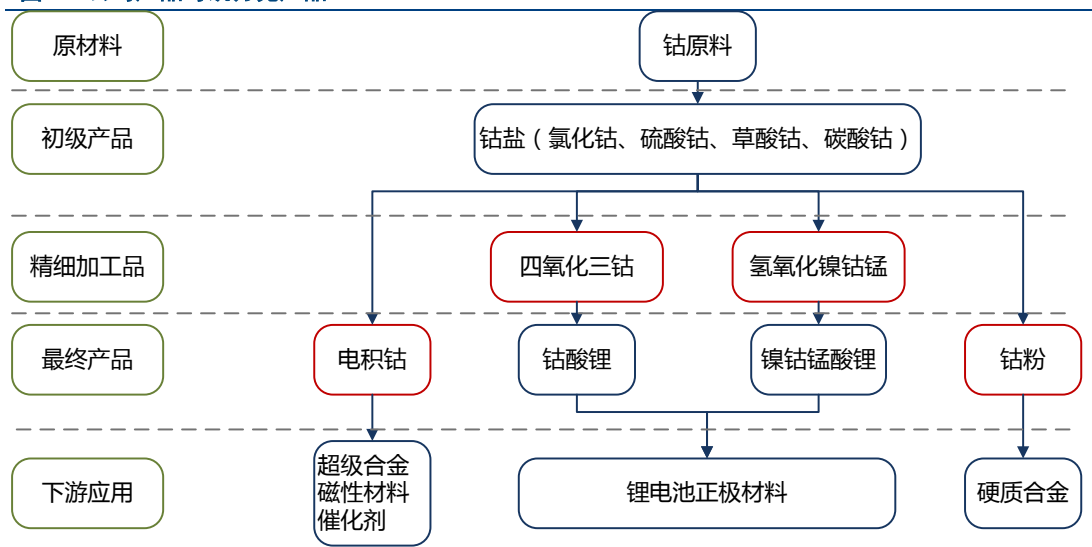 原材料
钴原料
初级产品
钴盐（氯化钴、硫酸钴、草酸钴、碳酸钴）
精细加工品
四氧化三钴
氢氧化镍钴锰
最终产品
电积钴
钴酸锂
镍钴锰酸锂
钴粉
下游应用
超级合金
磁性材料
催化剂
锂电池正极材料
硬质合金